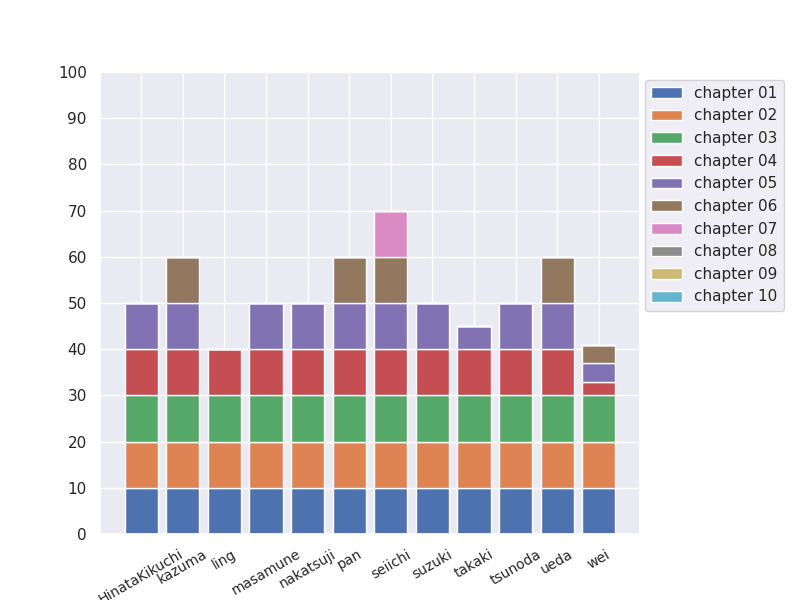 100
90
80
70
60
50
40
30
20
10
0
HinataKikuchi
kazuma
ling
masamune
nakatsuji
pan
seiichi
suzuki
takaki
tsunoda
ueda
wei
chapter 01
chapter 02
chapter 03
chapter 04
chapter 05
chapter 06
chapter 07
chapter 08
chapter 09
chapter 10